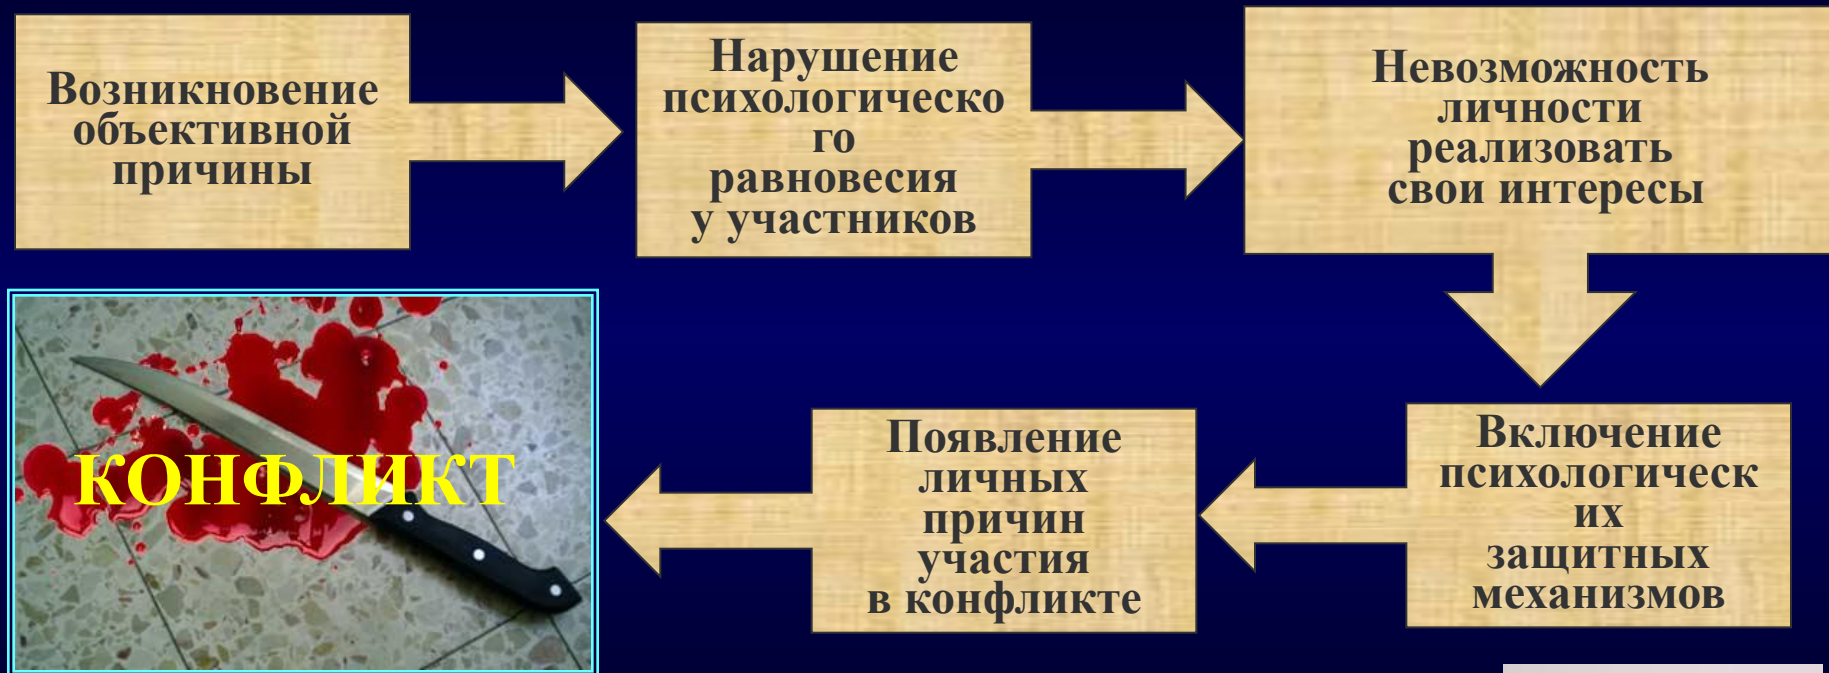 Возникновение
объективной
причины
Нарушение
психологическо
го
равновесия
у участников
Невозможность
личности
реализовать
свои интересы
Включение
психологическ
их
защитных
механизмов
Появление
личных
причин
участия
в конфликте
КОНФЛИКТ